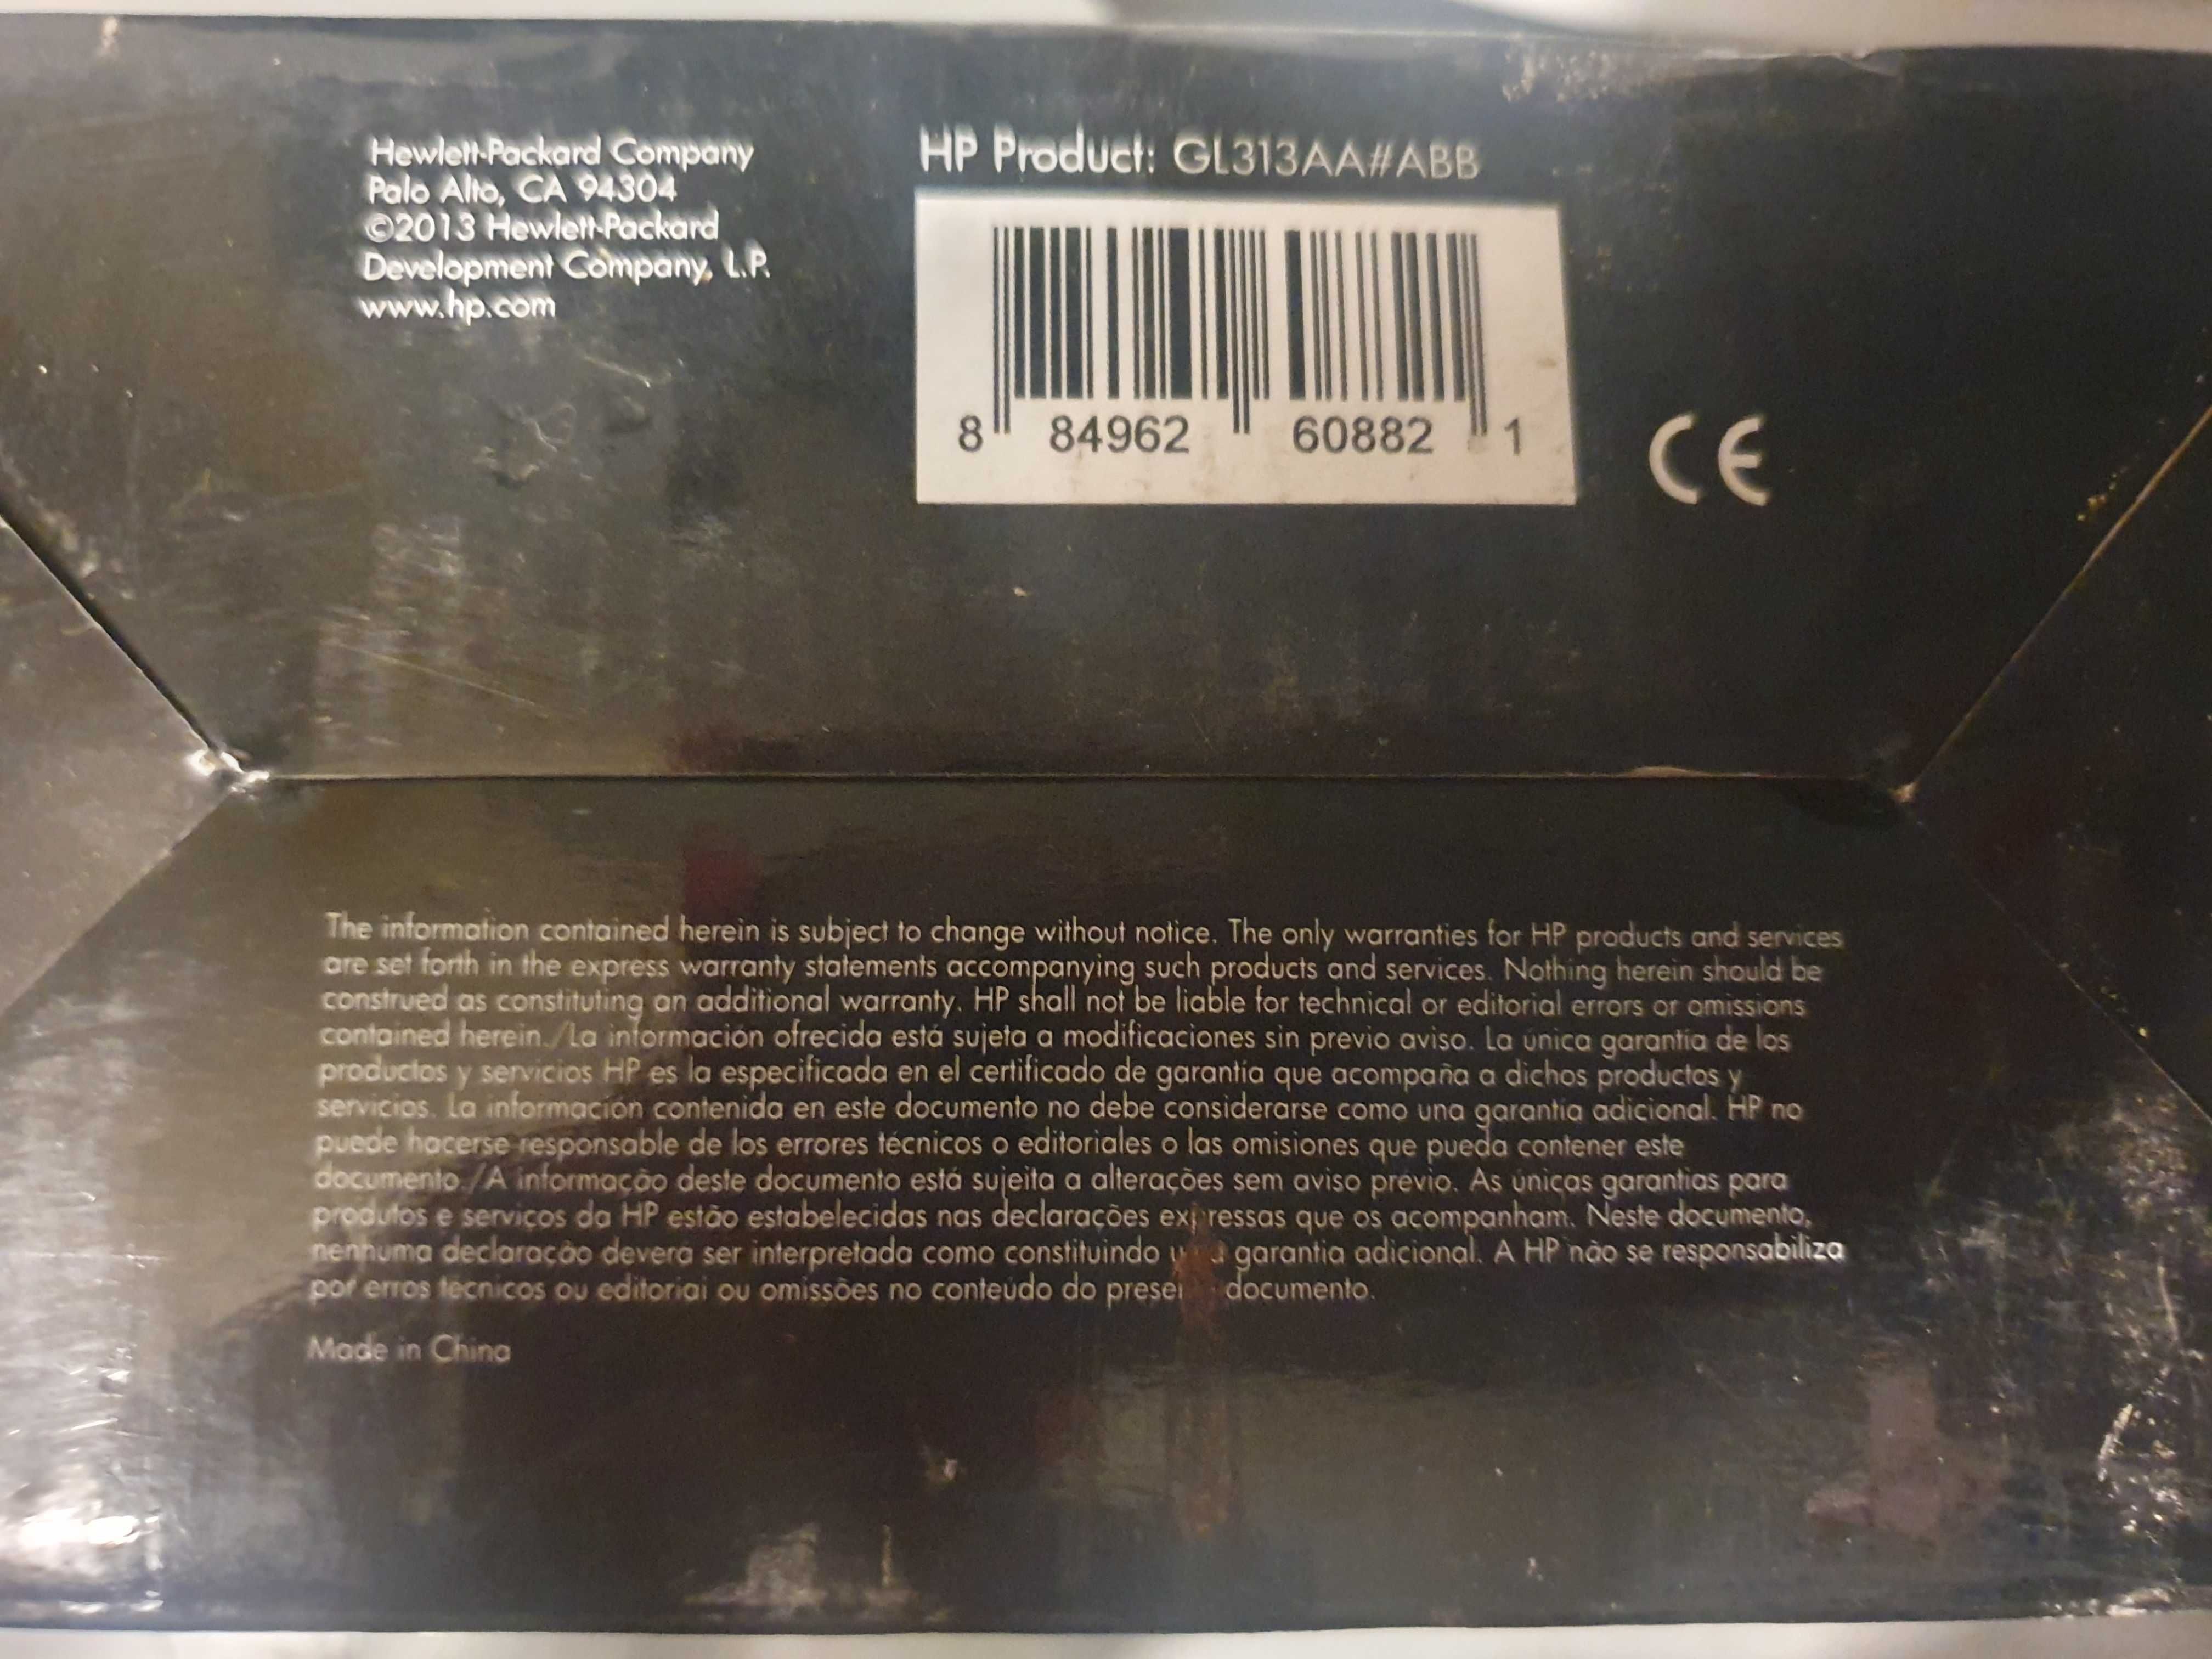 Hewlett-Packard Company
Palo Alto, CA 94304
©2013 Hewlett-Packard
Development Company, L.P.
www.hp.com
HP Product: GL313AA#ABB
8 84962 60882 1
CE
The information contained herein is subject to change without notice. The only warranties for HP products and services
are set forth in the express warranty statements accompanying such products and services. Nothing herein should be
construed as constituting an additional warranty. HP shall not be liable for technical or editorial errors or omissions
contained herein./La información ofrecida está sujeta a modificaciones sin previo aviso. La única garantía de los
productos y servicios HP es la especificada en el certificado de garantía que acompaña a dichos productos y
servicios. La información contenida en este documento no debe considerarse como una garantía adicional. HP no
puede hacerse responsable de los errores técnicos o editoriales o las omisiones que pueda contener este
documento./A informação deste documento está sujeita a alterações sem aviso prévio. As únicas garantias para
produtos e serviços da HP estão estabelecidas nas declarações expressas que os acompanham. Neste documento,
nenhuma declaração deverá ser interpretada como constituindo garantia adicional. A HP não se responsabiliza
por erros técnicos ou editoriai ou omissões no conteúdo do documento.
Made in China